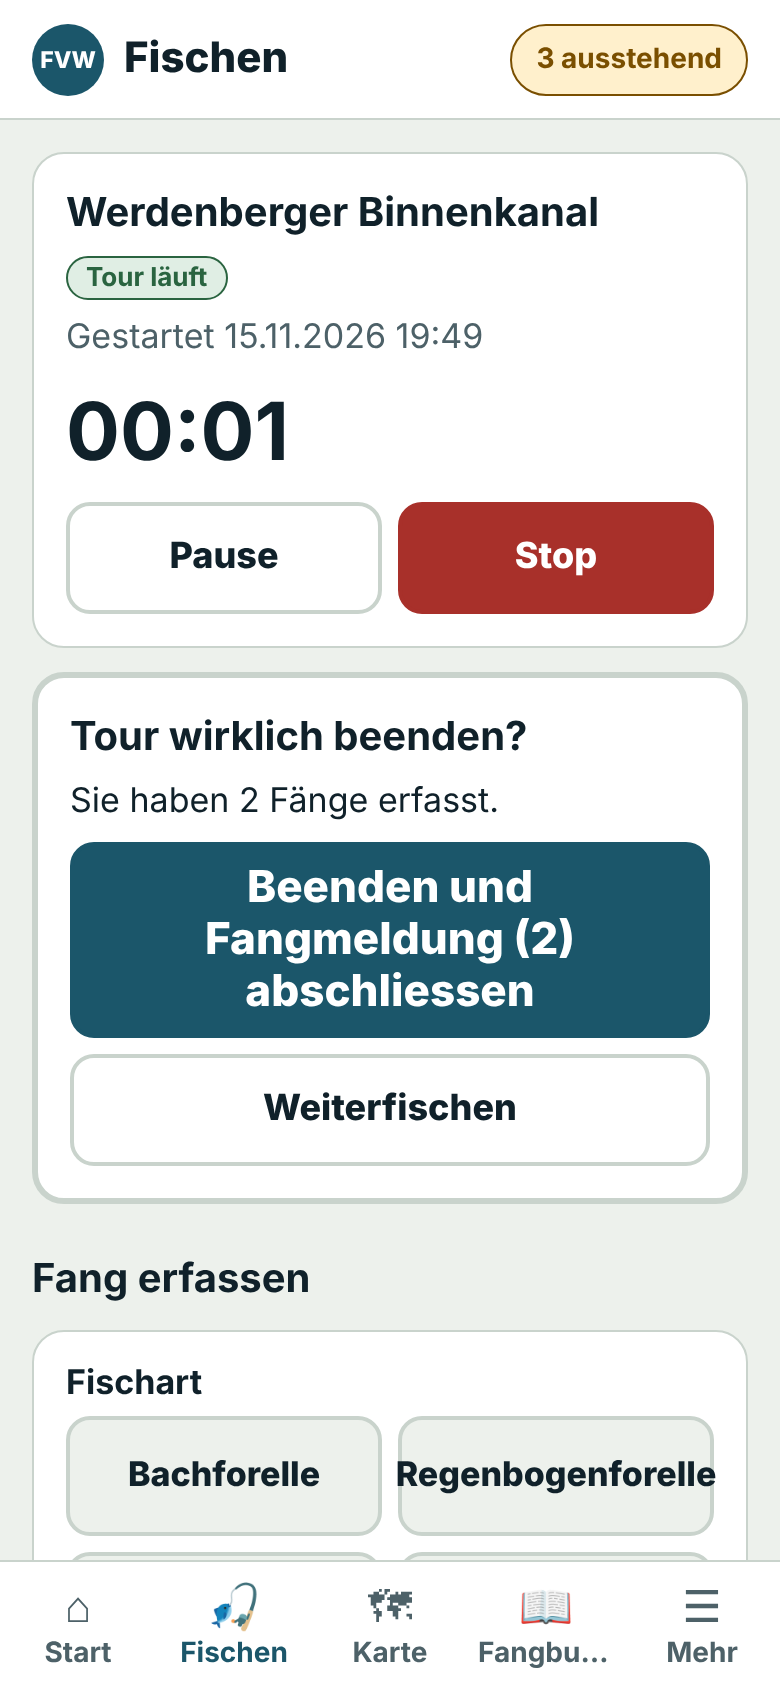 FVW
Fischen
3 ausstehend
Werdenberger Binnenkanal
Tour läuft
Gestartet 15.11.2026 19:49
00:01
Pause
Stop
Tour wirklich beenden?
Sie haben 2 Fänge erfasst.
Beenden und
Fangmeldung (2)
abschliessen
Weiterfischen
Fang erfassen
Fischart
Bachforelle
Regenbogenforelle
Start
Fischen
Karte
Fangbu...
Mehr